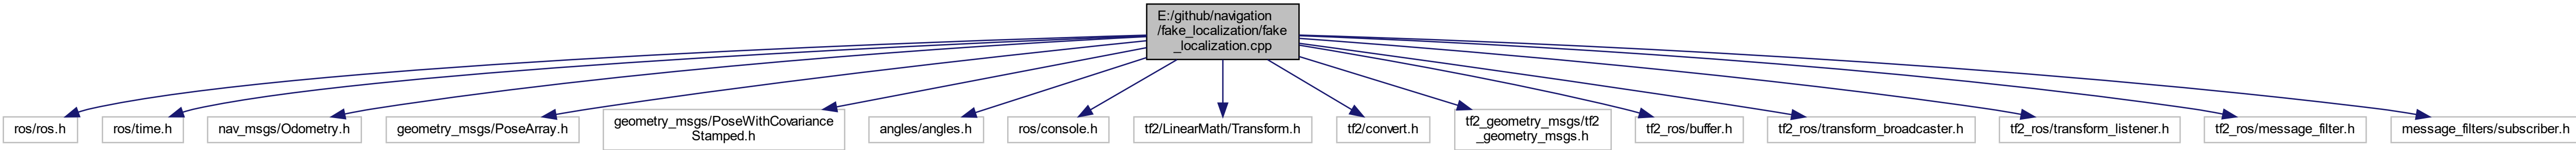 E:/github/navigation
/fake_localization/fake
_localization.cpp
ros/ros.h
ros/time.h
nav_msgs/Odometry.h
geometry_msgs/PoseArray.h
geometry_msgs/PoseWithCovariance
Stamped.h
angles/angles.h
ros/console.h
tf2/LinearMath/Transform.h
tf2/convert.h
tf2_geometry_msgs/tf2
_geometry_msgs.h
tf2_ros/buffer.h
tf2_ros/transform_broadcaster.h
tf2_ros/transform_listener.h
tf2_ros/message_filter.h
message_filters/subscriber.h